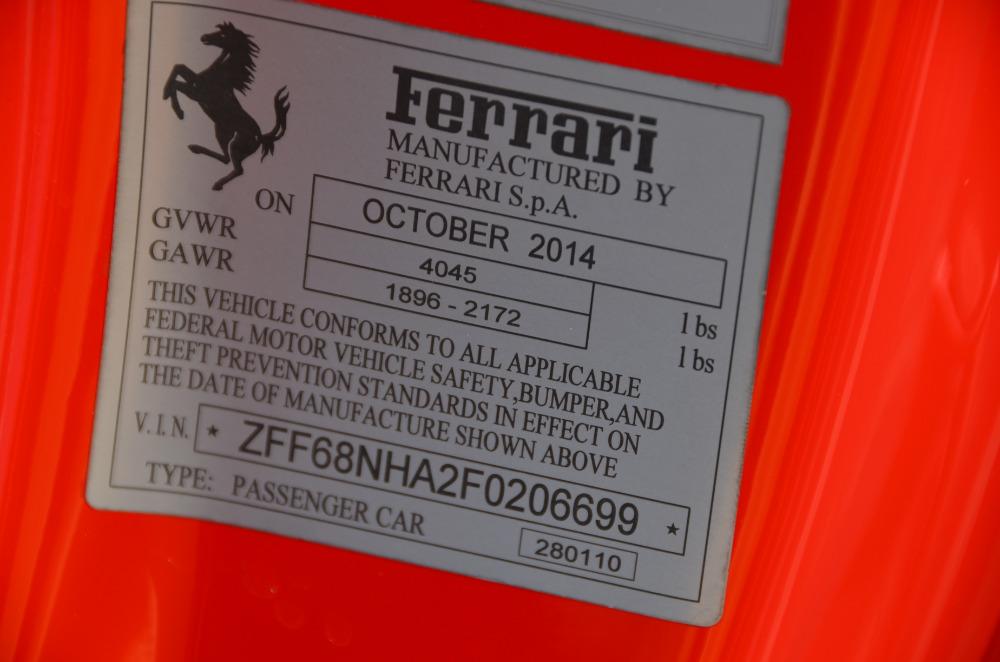 Ferrari
MANUFACTURED BY
FERRARI S.p.A.
ON OCTOBER 2014
GVWR 4045 lbs
GAWR 1896 - 2172 lbs
THIS VEHICLE CONFORMS TO ALL APPLICABLE
FEDERAL MOTOR VEHICLE SAFETY,BUMPER,AND
THEFT PREVENTION STANDARDS IN EFFECT ON
THE DATE OF MANUFACTURE SHOWN ABOVE
V.I.N. ★ ZFF68NHA2F0206699 ★
TYPE: PASSENGER CAR 280110